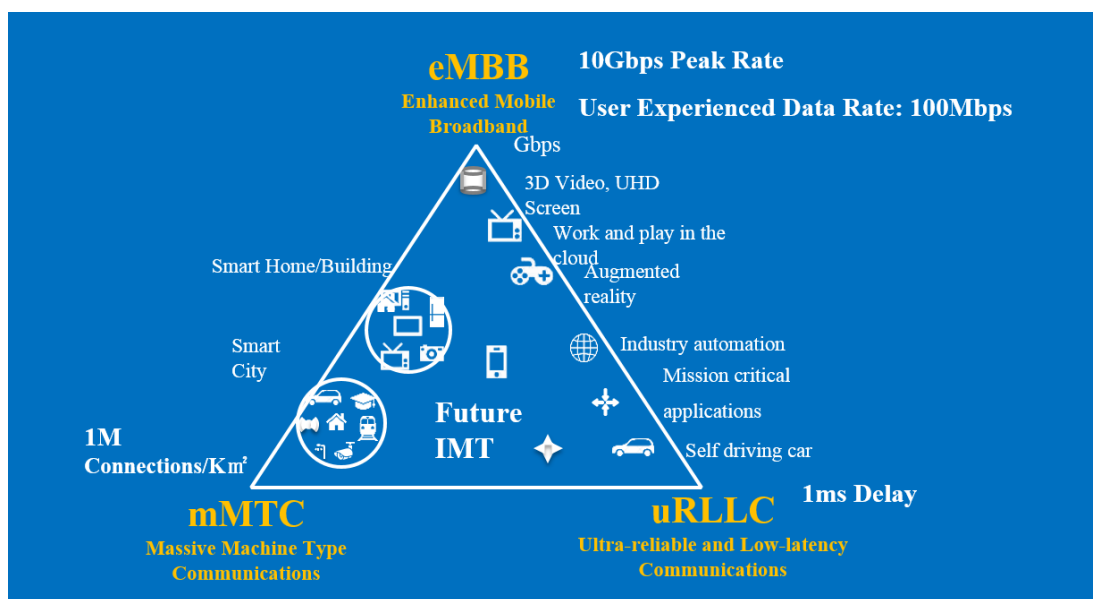 eMBB
Enhanced Mobile
Broadband
10Gbps Peak Rate
User Experienced Data Rate: 100Mbps
Gbps
3D Video, UHD
Screen
Work and play in the
cloud
Augmented
reality
Smart Home/Building
Smart
City
Industry automation
Mission critical
applications
Self driving car
Future
IMT
1M
Connections/K㎡
1ms Delay
mMTC
Massive Machine Type
Communications
uRLLC
Ultra-reliable and Low-latency
Communications